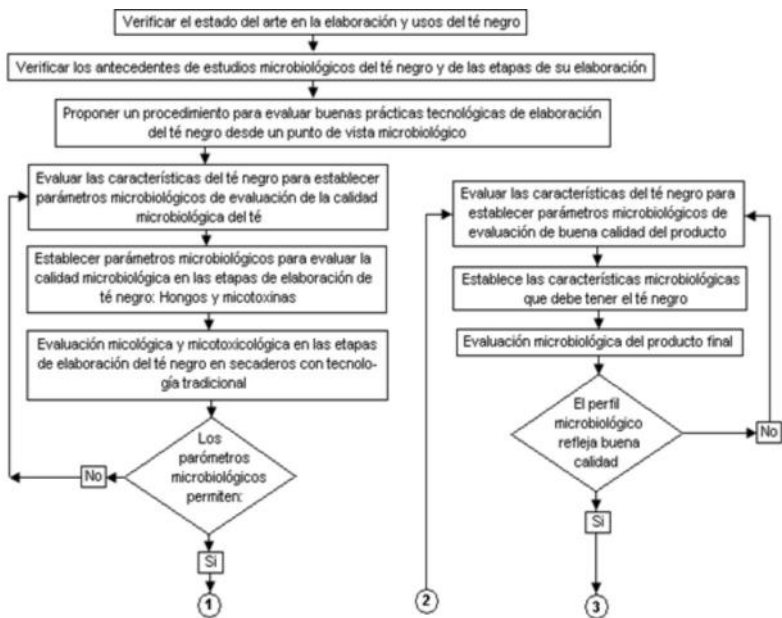 Verificar el estado del arte en la elaboración y usos del té negro
Verificar los antecedentes de estudios microbiológicos del té negro y de las etapas de su elaboración
Proponer un procedimiento para evaluar buenas prácticas tecnológicas de elaboración
del té negro desde un punto de vista microbiológico
Evaluar las características del té negro para establecer
parámetros microbiológicos de evaluación de la calidad
microbiológica del té
Establecer parámetros microbiológicos para evaluar la
calidad microbiológica en las etapas de elaboración de
té negro: Hongos y micotoxinas
Evaluación micológica y micotoxicológica en las etapas
de elaboración del té negro en secaderos con tecnolo-
gía tradicional
Los
parámetros
microbiológicos
permiten:
No
Si
1
Evaluar las características del té negro para
establecer parámetros microbiológicos de
evaluación de buena calidad del producto
Establece las características microbiológicas
que debe tener el té negro
Evaluación microbiológica del producto final
El perfil
microbiológico
refleja buena
calidad
No
Si
2
3